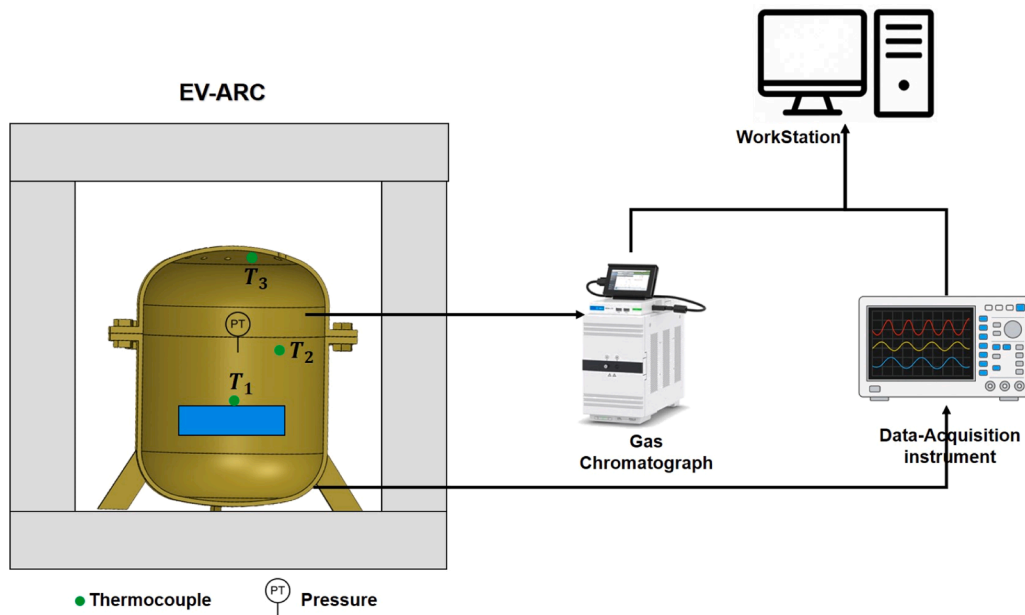 EV-ARC
WorkStation
T₃
PT
T₂
T₁
Gas
Chromatograph
Data-Acquisition
instrument
Thermocouple
PT
Pressure